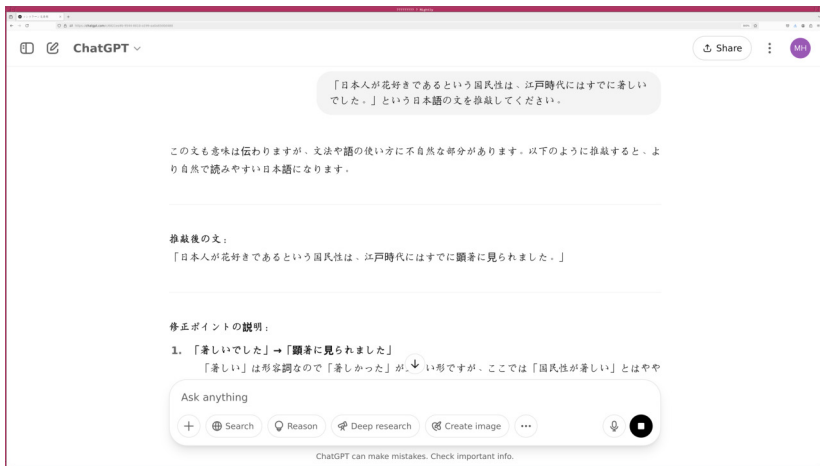 ChatGPT
Share
MH
「日本人が花好きであるという国民性は、江戸時代にはすでに著しい
でした。」という日本語の文を推敲してください。
この文も意味は伝わりますが、文法や語の使い方に不自然な部分があります。以下のように推敲すると、よ
り自然で読みやすい日本語になります。
推敲後の文：
「日本人が花好きであるという国民性は、江戸時代にはすでに顕著に見られました。」
修正ポイントの説明：
1. 「著しいでした」→「顕著に見られました」
「著しい」は形容詞なので「著しかった」が い形ですが、ここでは「国民性が著しい」とはやや
Ask anything
Search
Reason
Deep research
Create image
ChatGPT can make mistakes. Check important info.